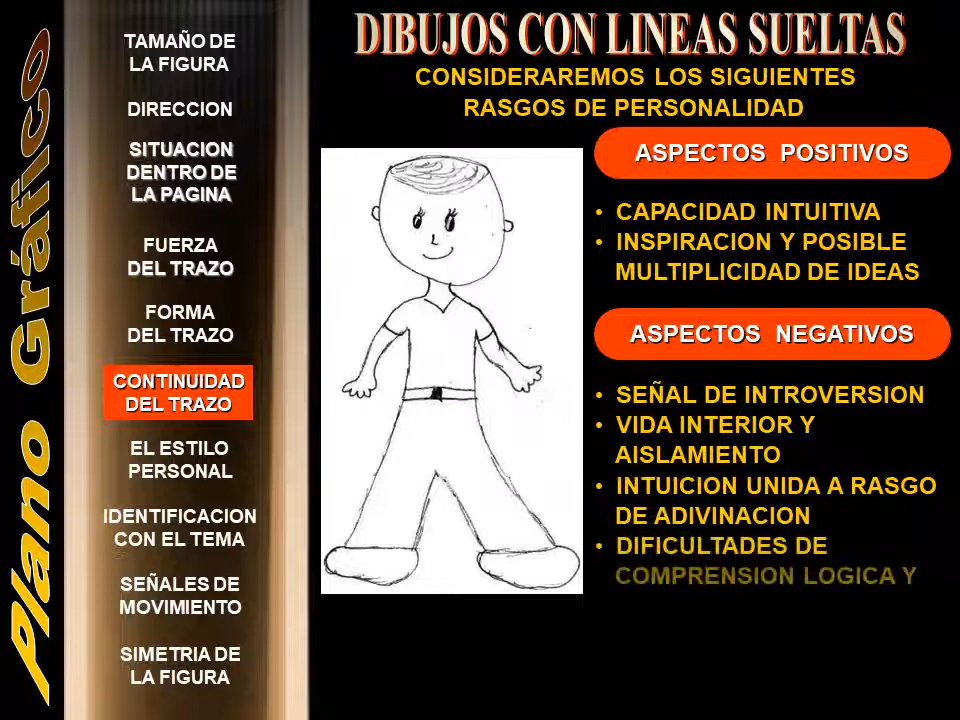 Plano Gráfico
TAMAÑO DE
LA FIGURA
DIRECCION
SITUACION
DENTRO DE
LA PAGINA
FUERZA
DEL TRAZO
FORMA
DEL TRAZO
CONTINUIDAD
DEL TRAZO
EL ESTILO
PERSONAL
IDENTIFICACION
CON EL TEMA
SEÑALES DE
MOVIMIENTO
SIMETRIA DE
LA FIGURA
DIBUJOS CON LINEAS SUELTAS
CONSIDERAREMOS LOS SIGUIENTES
RASGOS DE PERSONALIDAD
ASPECTOS POSITIVOS
• CAPACIDAD INTUITIVA
• INSPIRACION Y POSIBLE
MULTIPLICIDAD DE IDEAS
ASPECTOS NEGATIVOS
• SEÑAL DE INTROVERSION
• VIDA INTERIOR Y
AISLAMIENTO
• INTUICION UNIDA A RASGO
DE ADIVINACION
• DIFICULTADES DE
COMPRENSION LOGICA Y